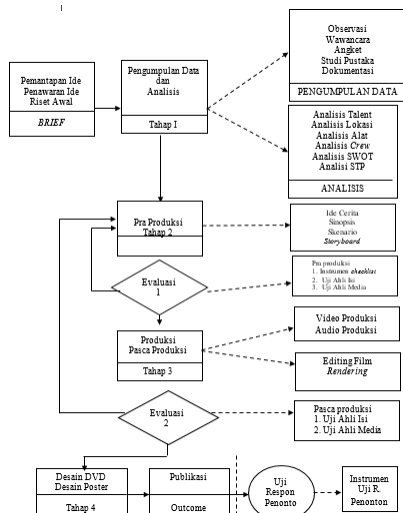 Observasi
Wawancara
Angket
Studi Pustaka
Dokumentasi
PENGUMPULAN DATA
Pemantapan Ide
Penawaran Ide
Riset Awal
BRIEF
Pengumpulan Data
dan
Analisis
Tahap I
Analisis Talent
Analisis Lokasi
Analisis Alat
Analisis Crew
Analisis SWOT
Analisi STP
ANALISIS
Pra Produksi
Tahap 2
Ide Cerita
Sinopsis
Skenario
Storyboard
Evaluasi
1
Pra produksi
1. Instrumen checklist
2. Uji Ahli Isi
3. Uji Ahli Media
Produksi
Pasca Produksi
Tahap 3
Video Produksi
Audio Produksi
Editing Film
Rendering
Evaluasi
2
Pasca produksi
1. Uji Ahli Isi
2. Uji Ahli Media
Desain DVD
Desain Poster
Tahap 4
Publikasi
Outcome
Uji
Respon
Penonto
Instrumen
Uji R.
Penonton